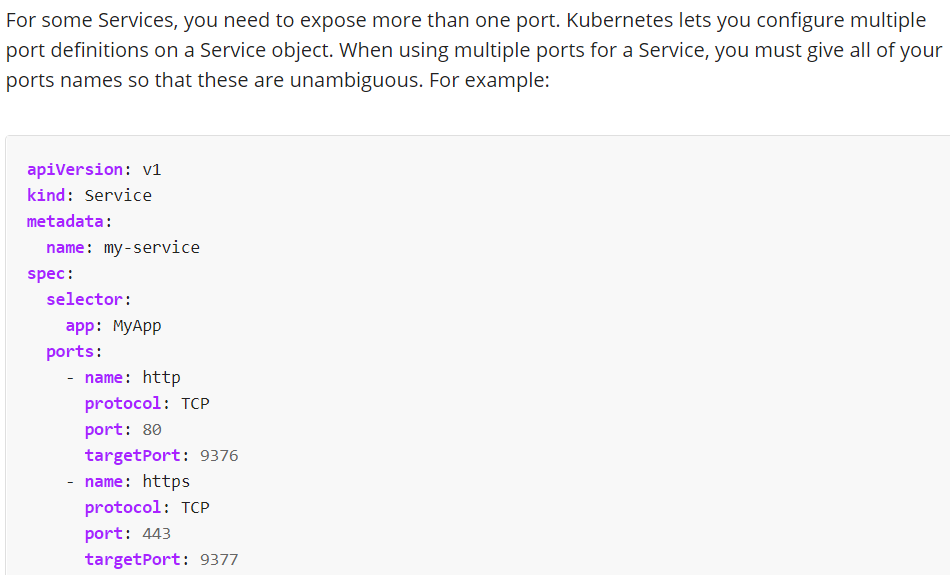 For some Services, you need to expose more than one port. Kubernetes lets you configure multiple
port definitions on a Service object. When using multiple ports for a Service, you must give all of your
ports names so that these are unambiguous. For example:
apiVersion: v1
kind: Service
metadata:
  name: my-service
spec:
  selector:
    app: MyApp
  ports:
    - name: http
      protocol: TCP
      port: 80
      targetPort: 9376
    - name: https
      protocol: TCP
      port: 443
      targetPort: 9377